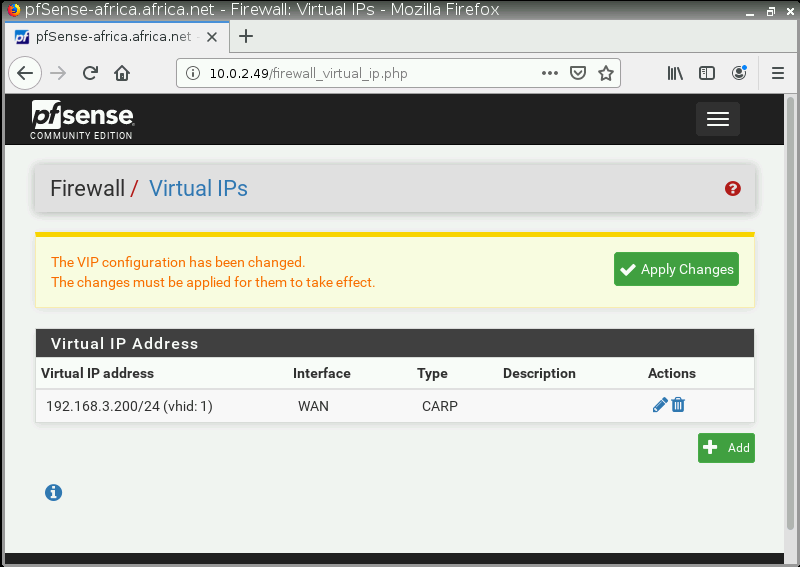 pfSense-africa.africa.net - Firewall: Virtual IPs - Mozilla Firefox
pfSense-africa.africa.net -
10.0.2.49/firewall_virtual_ip.php
pfsense
COMMUNITY EDITION
Firewall / Virtual IPs
The VIP configuration has been changed.
The changes must be applied for them to take effect.
Apply Changes
Virtual IP Address
Virtual IP address Interface Type Description Actions
192.168.3.200/24 (vhid: 1) WAN CARP
Add